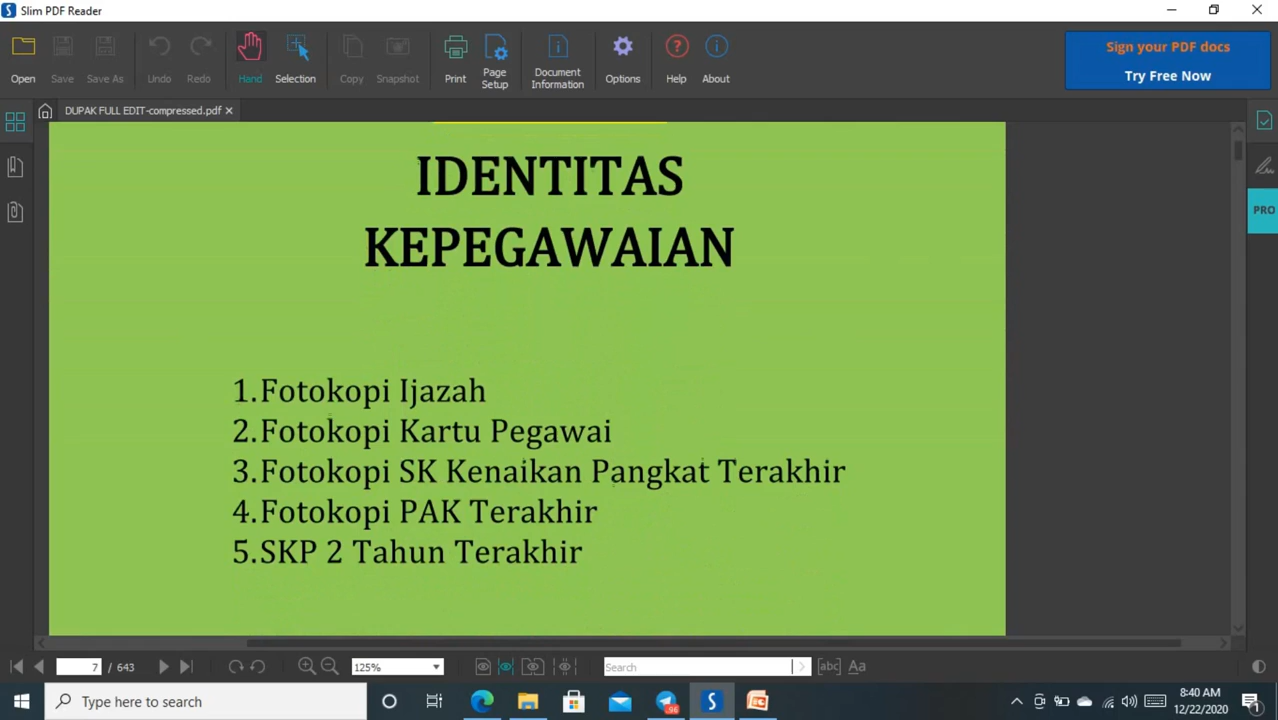 Slim PDF Reader
Open
Save
Save As
Undo
Redo
Hand
Selection
Copy
Snapshot
Print
Page Setup
Document Information
Options
Help
About
Sign your PDF docs
Try Free Now
DUPAK FULL EDIT-compressed.pdf
PRO
IDENTITAS
KEPEGAWAIAN
1.Fotokopi Ijazah
2.Fotokopi Kartu Pegawai
3.Fotokopi SK Kenaikan Pangkat Terakhir
4.Fotokopi PAK Terakhir
5.SKP 2 Tahun Terakhir
7 / 643
125%
Search
[abc]
Aa
Type here to search
96
8:40 AM
12/22/2020
1